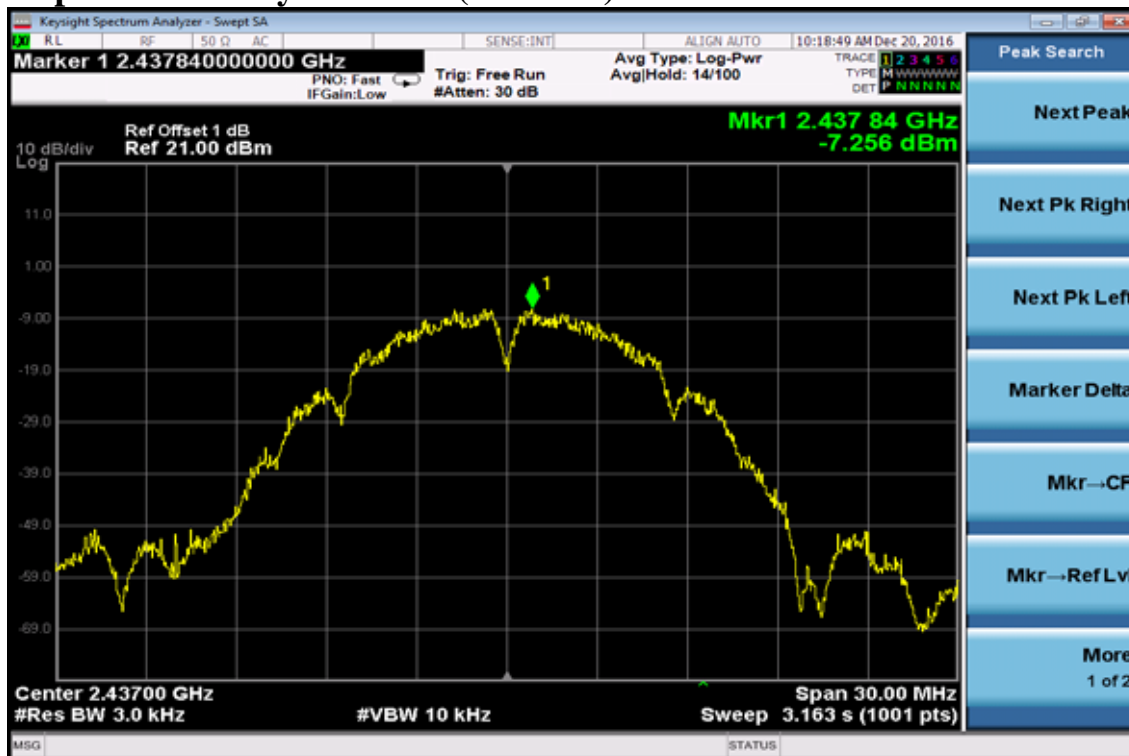 Keysight Spectrum Analyzer - Swept SA
RL RF 50 Ω AC SENSE:INT ALIGN AUTO 10:18:49 AM Dec 20, 2016
Marker 1 2.437840000000 GHz
PNO: Fast
IFGain:Low
Trig: Free Run
#Atten: 30 dB
Avg Type: Log-Pwr
Avg|Hold: 14/100
TRACE 1 2 3 4 5 6
TYPE M W W W W W
DET P N N N N N
Mkr1 2.437 84 GHz
-7.256 dBm
Ref Offset 1 dB
10 dB/div Ref 21.00 dBm
Log
11.0
1.00
-9.00
-19.0
-29.0
-39.0
-49.0
-59.0
-69.0
1
Center 2.43700 GHz
Span 30.00 MHz
#Res BW 3.0 kHz #VBW 10 kHz Sweep 3.163 s (1001 pts)
MSG STATUS
Peak Search
Next Peak
Next Pk Right
Next Pk Left
Marker Delta
Mkr→CF
Mkr→Ref Lvl
More
1 of 2